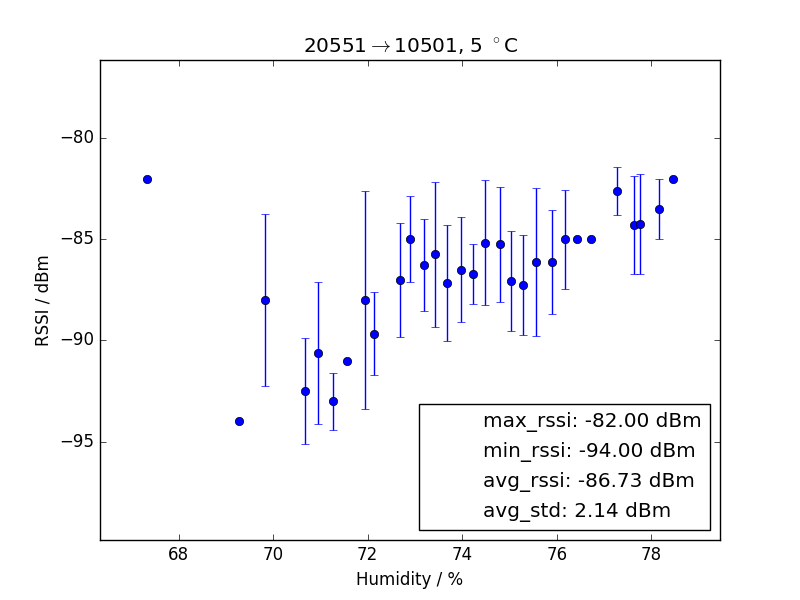 20551→10501, 5 °C
RSSI / dBm
−80
−85
−90
−95
max_rssi: -82.00 dBm
min_rssi: -94.00 dBm
avg_rssi: -86.73 dBm
avg_std: 2.14 dBm
68 70 72 74 76 78
Humidity / %